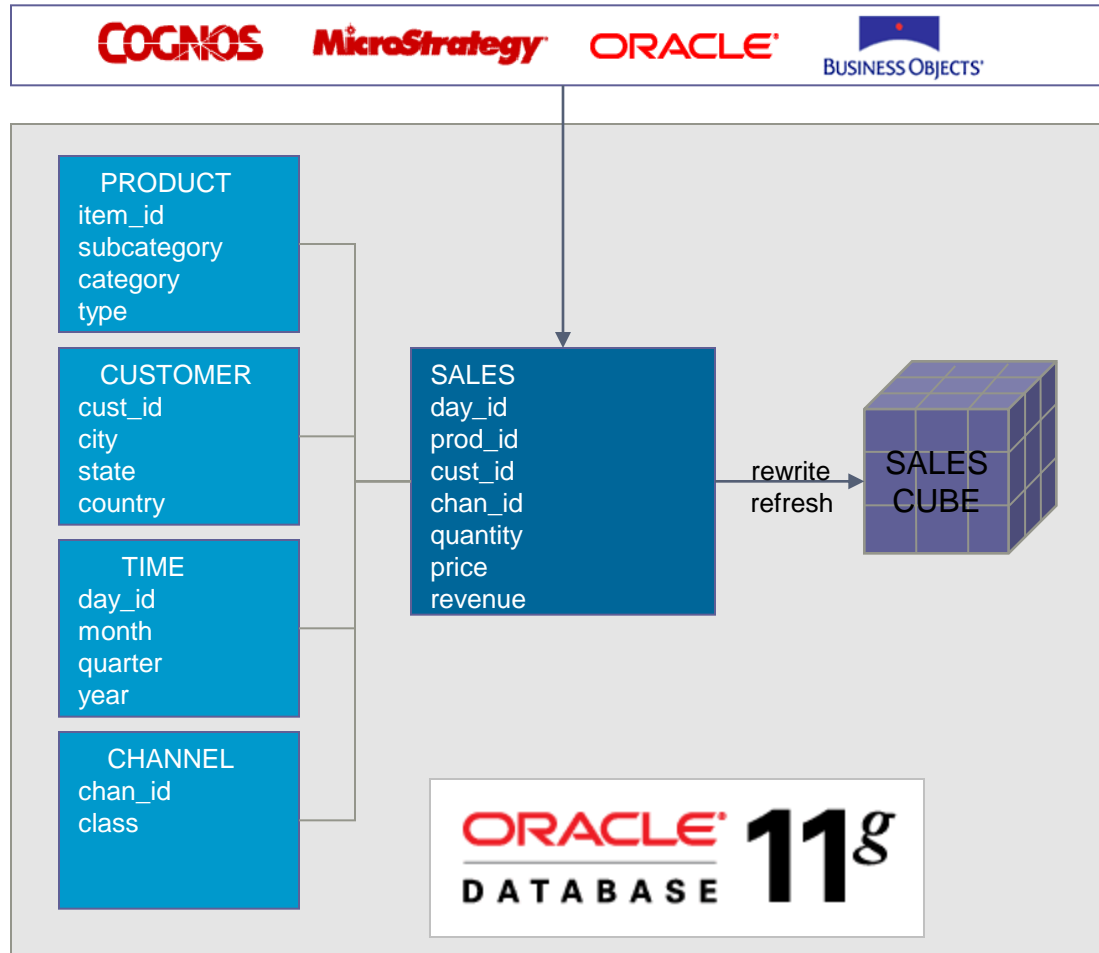 COGNOS
MicroStrategy
ORACLE
BUSINESS OBJECTS
PRODUCT
item_id
subcategory
category
type
CUSTOMER
cust_id
city
state
country
TIME
day_id
month
quarter
year
CHANNEL
chan_id
class
SALES
day_id
prod_id
cust_id
chan_id
quantity
price
revenue
rewrite
refresh
SALES
CUBE
ORACLE
DATABASE
11g